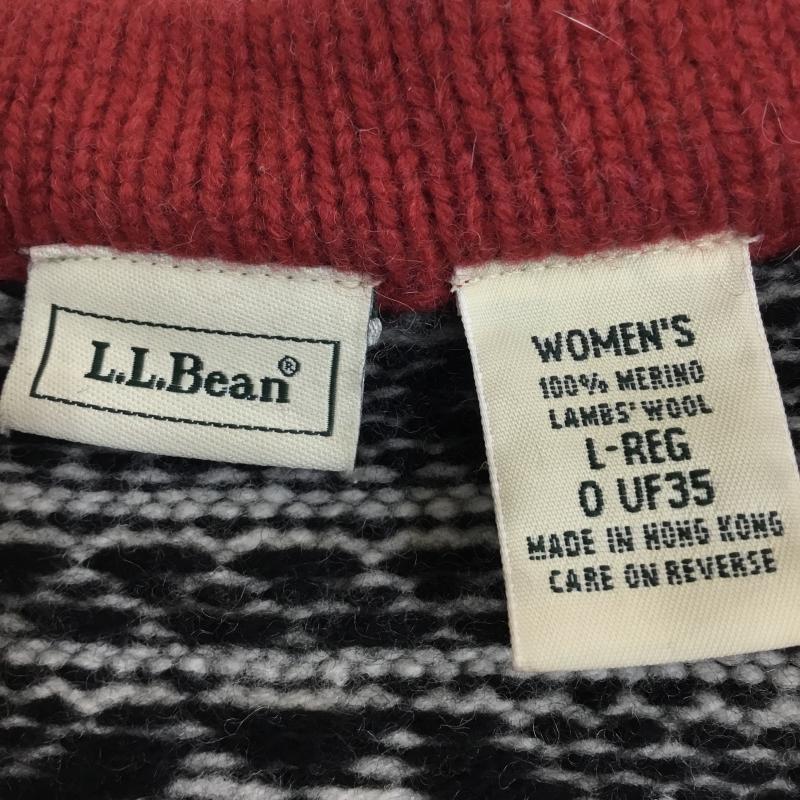 L.L.Bean®
WOMEN'S
100% MERINO
LAMBS' WOOL
L-REG
0 UF35
MADE IN HONG KONG
CARE ON REVERSE